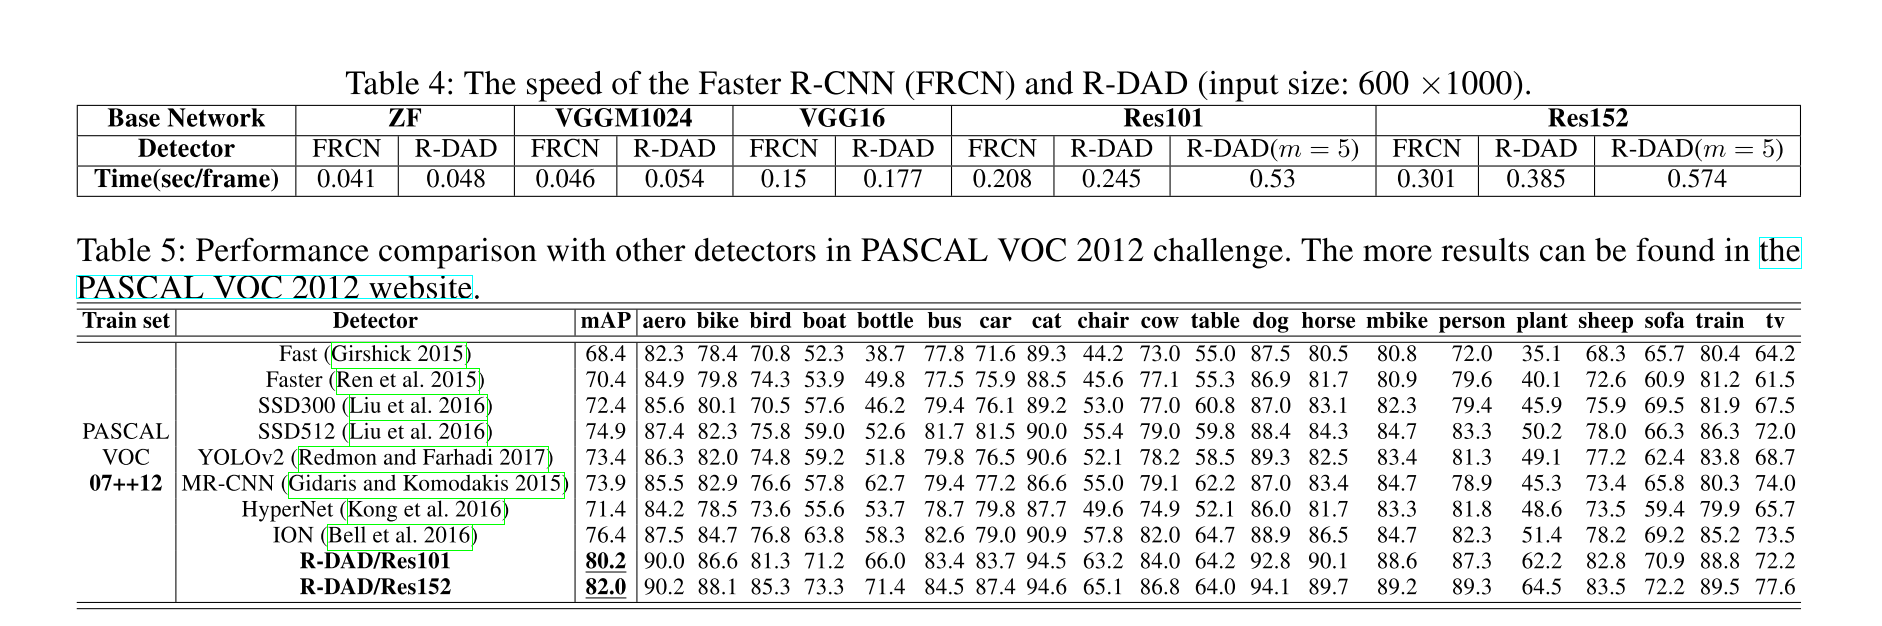 Table 4: The speed of the Faster R-CNN (FRCN) and R-DAD (input size: 600 ×1000).
Base Network ZF VGGM1024 VGG16 Res101 Res152
Detector FRCN R-DAD FRCN R-DAD FRCN R-DAD FRCN R-DAD R-DAD(m = 5) FRCN R-DAD R-DAD(m = 5)
Time(sec/frame) 0.041 0.048 0.046 0.054 0.15 0.177 0.208 0.245 0.53 0.301 0.385 0.574
Table 5: Performance comparison with other detectors in PASCAL VOC 2012 challenge. The more results can be found in the
PASCAL VOC 2012 website.
Train set Detector mAP aero bike bird boat bottle bus car cat chair cow table dog horse mbike person plant sheep sofa train tv
Fast (Girshick 2015) 68.4 82.3 78.4 70.8 52.3 38.7 77.8 71.6 89.3 44.2 73.0 55.0 87.5 80.5 80.8 72.0 35.1 68.3 65.7 80.4 64.2
Faster (Ren et al. 2015) 70.4 84.9 79.8 74.3 53.9 49.8 77.5 75.9 88.5 45.6 77.1 55.3 86.9 81.7 80.9 79.6 40.1 72.6 60.9 81.2 61.5
SSD300 (Liu et al. 2016) 72.4 85.6 80.1 70.5 57.6 46.2 79.4 76.1 89.2 53.0 77.0 60.8 87.0 83.1 82.3 79.4 45.9 75.9 69.5 81.9 67.5
PASCAL SSD512 (Liu et al. 2016) 74.9 87.4 82.3 75.8 59.0 52.6 81.7 81.5 90.0 55.4 79.0 59.8 88.4 84.3 84.7 83.3 50.2 78.0 66.3 86.3 72.0
VOC YOLOv2 (Redmon and Farhadi 2017) 73.4 86.3 82.0 74.8 59.2 51.8 79.8 76.5 90.6 52.1 78.2 58.5 89.3 82.5 83.4 81.3 49.1 77.2 62.4 83.8 68.7
07++12 MR-CNN (Gidaris and Komodakis 2015) 73.9 85.5 82.9 76.6 57.8 62.7 79.4 77.2 86.6 55.0 79.1 62.2 87.0 83.4 84.7 78.9 45.3 73.4 65.8 80.3 74.0
HyperNet (Kong et al. 2016) 71.4 84.2 78.5 73.6 55.6 53.7 78.7 79.8 87.7 49.6 74.9 52.1 86.0 81.7 83.3 81.8 48.6 73.5 59.4 79.9 65.7
ION (Bell et al. 2016) 76.4 87.5 84.7 76.8 63.8 58.3 82.6 79.0 90.9 57.8 82.0 64.7 88.9 86.5 84.7 82.3 51.4 78.2 69.2 85.2 73.5
R-DAD/Res101 80.2 90.0 86.6 81.3 71.2 66.0 83.4 83.7 94.5 63.2 84.0 64.2 92.8 90.1 88.6 87.3 62.2 82.8 70.9 88.8 72.2
R-DAD/Res152 82.0 90.2 88.1 85.3 73.3 71.4 84.5 87.4 94.6 65.1 86.8 64.0 94.1 89.7 89.2 89.3 64.5 83.5 72.2 89.5 77.6